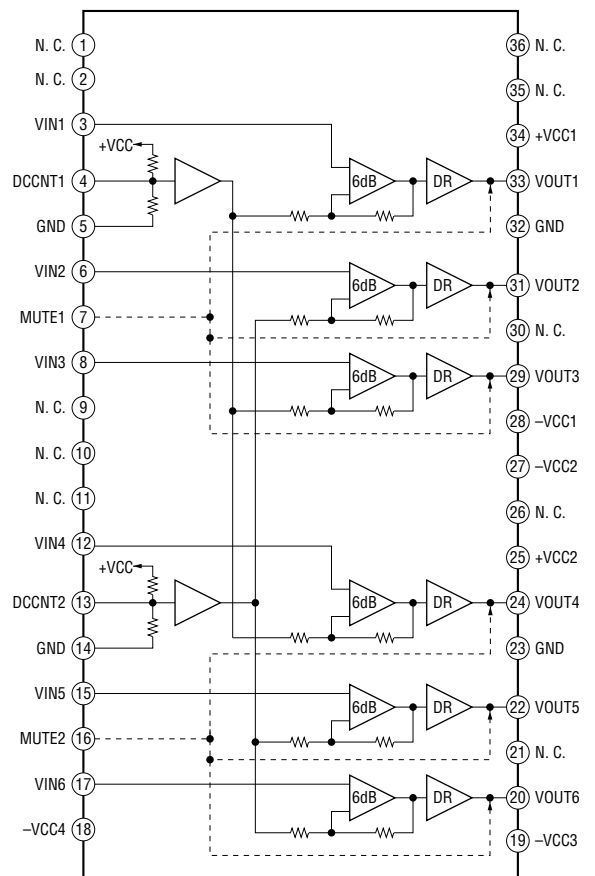 N. C. 1
N. C. 2
VIN1 3
+VCC
DCCNT1 4
GND 5
VIN2 6
MUTE1 7
VIN3 8
N. C. 9
N. C. 10
N. C. 11
VIN4 12
+VCC
DCCNT2 13
GND 14
VIN5 15
MUTE2 16
VIN6 17
–VCC4 18
6dB DR
6dB DR
6dB DR
6dB DR
6dB DR
6dB DR
36 N. C.
35 N. C.
34 +VCC1
33 VOUT1
32 GND
31 VOUT2
30 N. C.
29 VOUT3
28 –VCC1
27 –VCC2
26 N. C.
25 +VCC2
24 VOUT4
23 GND
22 VOUT5
21 N. C.
20 VOUT6
19 –VCC3